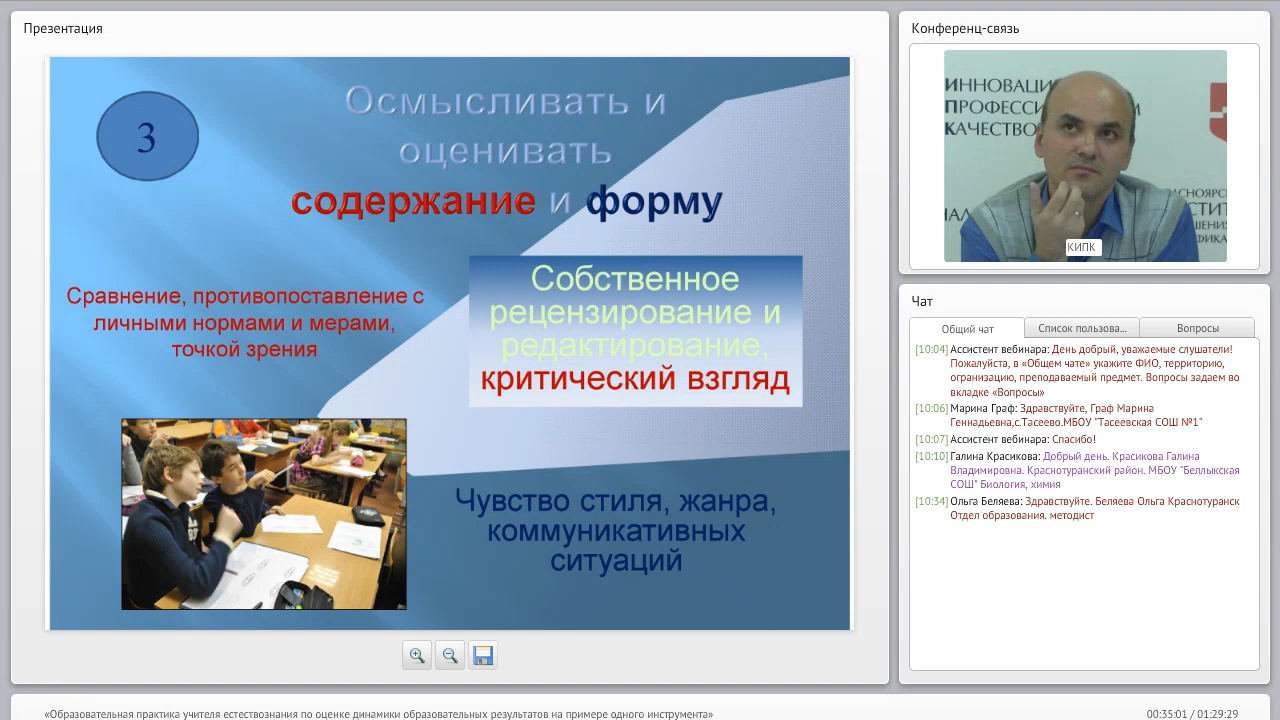 Презентация
3
Осмысливать и
оценивать
содержание и форму
Сравнение, противопоставление с
личными нормами и мерами,
точкой зрения
Собственное
рецензирование и
редактирование,
критический взгляд
Чувство стиля, жанра,
коммуникативных
ситуаций
Конференц-связь
ИННОВАЦИ
ПРОФЕССИ
КАЧЕСТВО
КИПК
Чат
Общий чат
Список пользова...
Вопросы
[10:04] Ассистент вебинара: День добрый, уважаемые слушатели!
Пожалуйста, в «Общем чате» укажите ФИО, территорию,
огранизацию, преподаваемый предмет. Вопросы задаем во
вкладке «Вопросы»
[10:06] Марина Граф: Здравствуйте, Граф Марина
Геннадьевна,с.Тасеево.МБОУ "Тасеевская СОШ №1"
[10:07] Ассистент вебинара: Спасибо!
[10:10] Галина Красикова: Добрый день. Красикова Галина
Владимировна. Краснотуранский район. МБОУ "Беллыкская
СОШ" Биология, химия
[10:34] Ольга Беляева: Здравствуйте. Беляева Ольга Краснотуранск
Отдел образования. методист
«Образовательная практика учителя естествознания по оценке динамики образовательных результатов на примере одного инструмента»
00:35:01 / 01:29:29